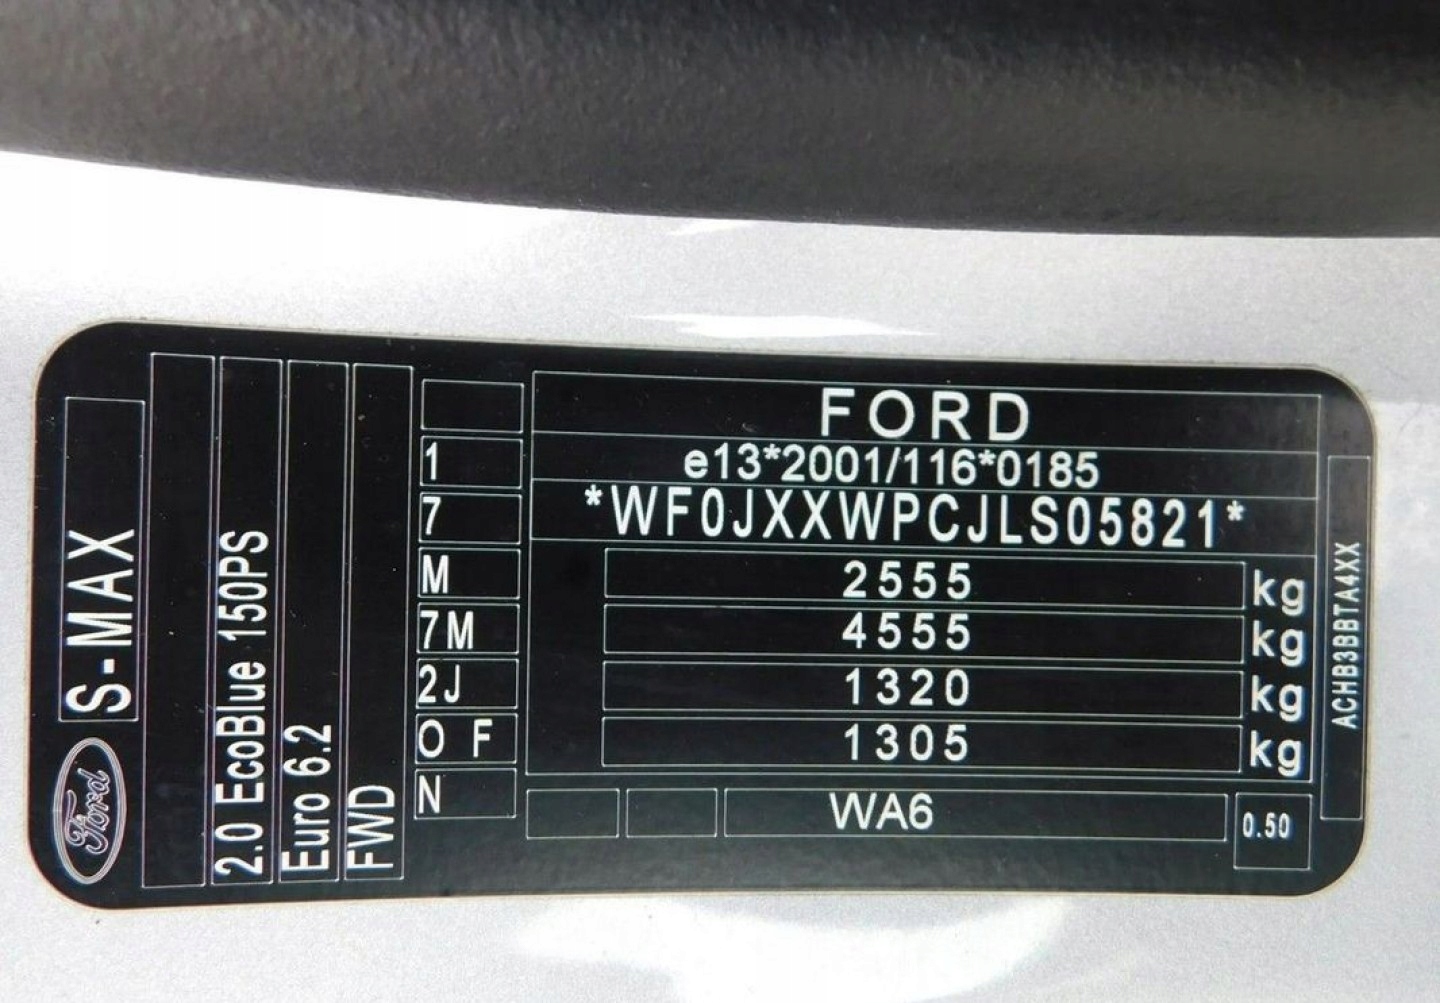 Ford
S-MAX
2.0 EcoBlue 150PS
Euro 6.2
FWD
1
7
M
7M
2J
O F
N
FORD
e13*2001/116*0185
*WF0JXXWPCJLS05821*
2555 kg
4555 kg
1320 kg
1305 kg
WA6
0.50
ACHB3BBTA4XX